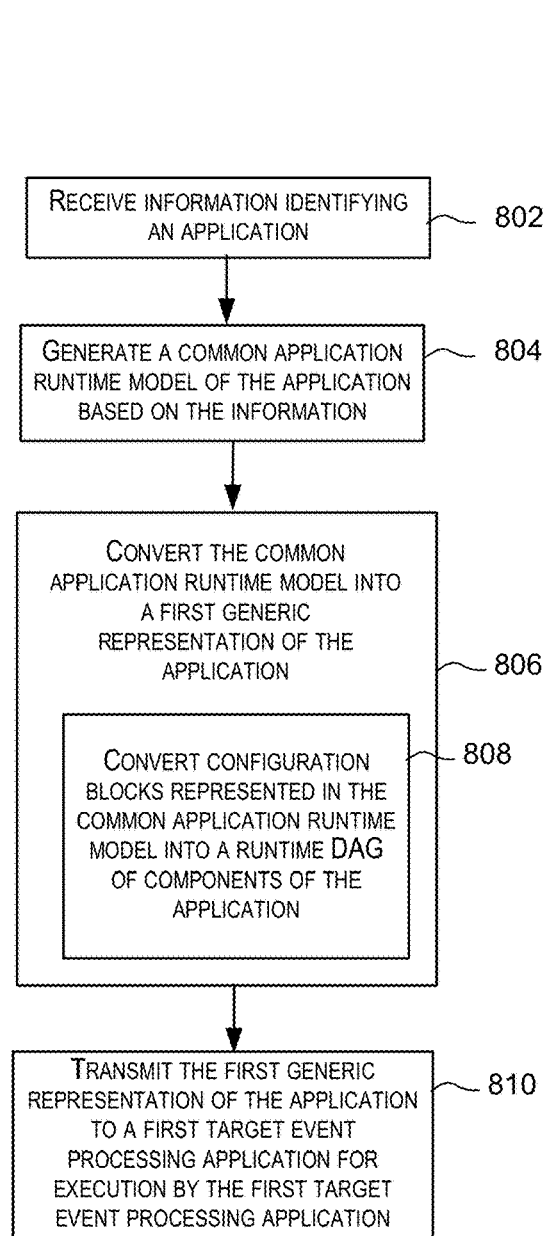 RECEIVE INFORMATION IDENTIFYING
AN APPLICATION
802
GENERATE A COMMON APPLICATION
RUNTIME MODEL OF THE APPLICATION
BASED ON THE INFORMATION
804
CONVERT THE COMMON
APPLICATION RUNTIME MODEL INTO
A FIRST GENERIC
REPRESENTATION OF THE
APPLICATION
806
CONVERT CONFIGURATION
BLOCKS REPRESENTED IN THE
COMMON APPLICATION RUNTIME
MODEL INTO A RUNTIME DAG
OF COMPONENTS OF THE
APPLICATION
808
TRANSMIT THE FIRST GENERIC
REPRESENTATION OF THE APPLICATION
TO A FIRST TARGET EVENT
PROCESSING APPLICATION FOR
EXECUTION BY THE FIRST TARGET
EVENT PROCESSING APPLICATION
810